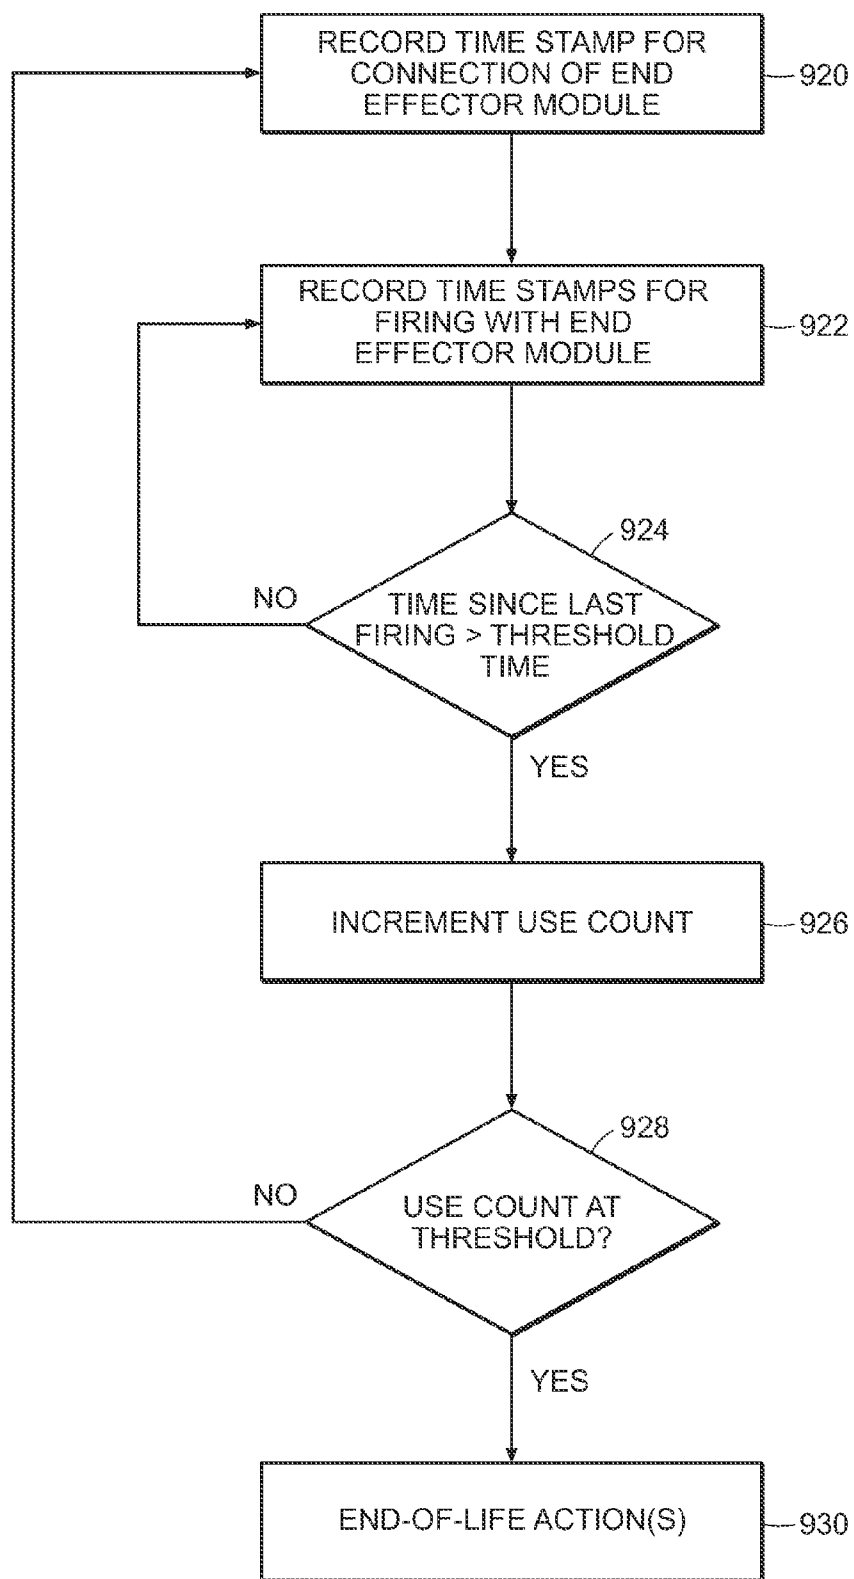 RECORD TIME STAMP FOR
CONNECTION OF END
EFFECTOR MODULE
920
RECORD TIME STAMPS FOR
FIRING WITH END
EFFECTOR MODULE
922
924
NO
TIME SINCE LAST
FIRING > THRESHOLD
TIME
YES
INCREMENT USE COUNT
926
928
NO
USE COUNT AT
THRESHOLD?
YES
END-OF-LIFE ACTION(S)
930